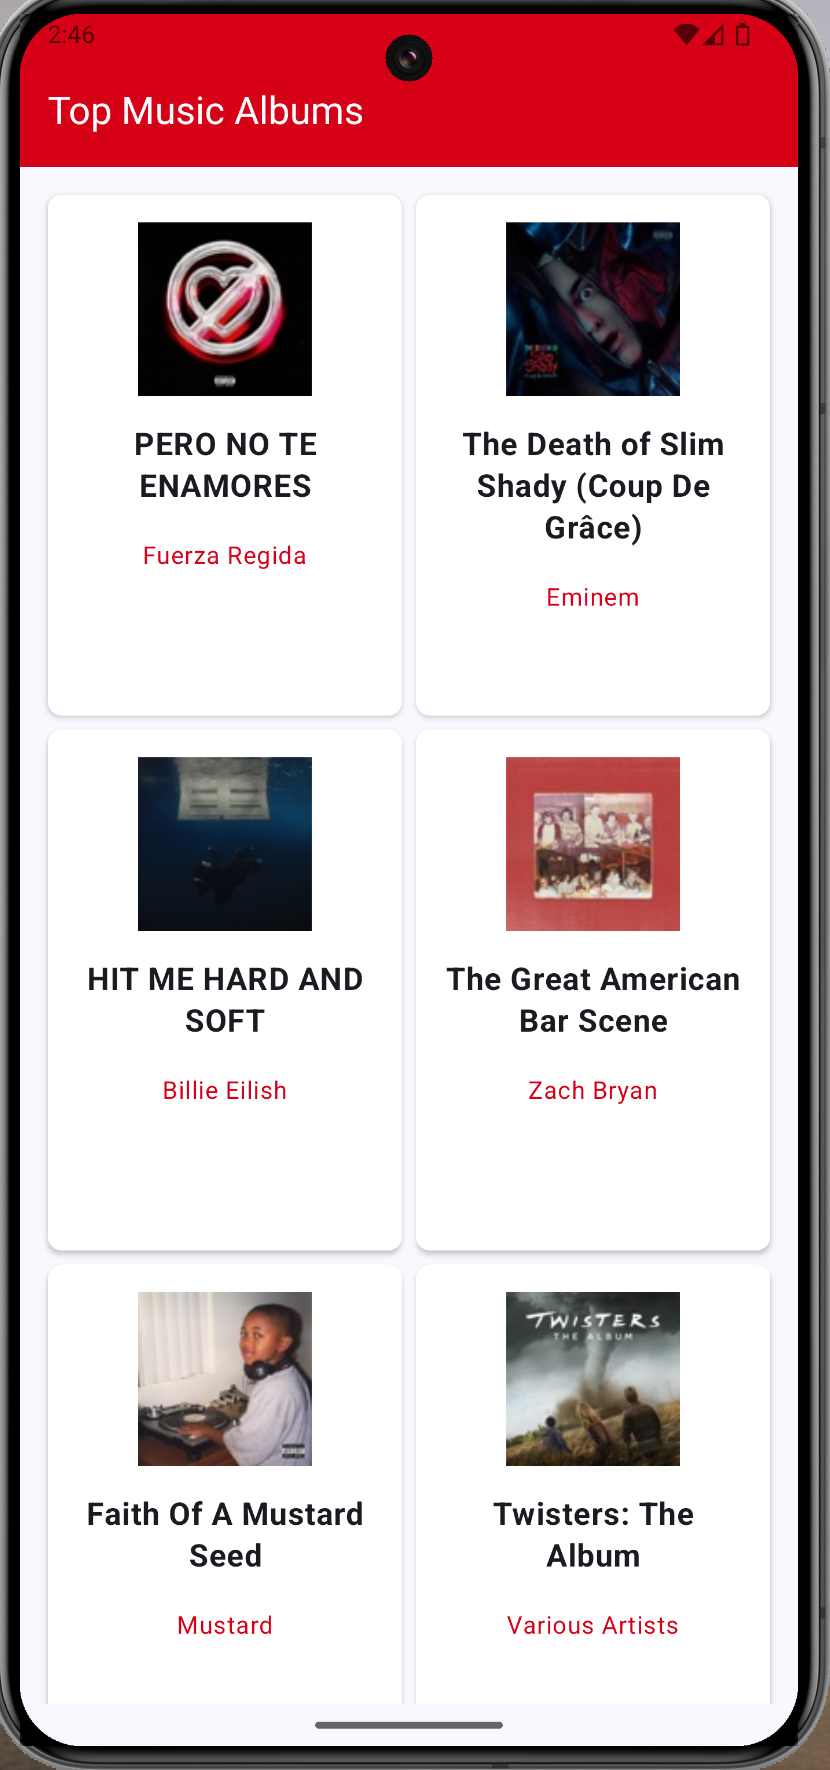 2:46
Top Music Albums
PERO NO TE
ENAMORES
Fuerza Regida
The Death of Slim
Shady (Coup De
Grâce)
Eminem
HIT ME HARD AND
SOFT
Billie Eilish
The Great American
Bar Scene
Zach Bryan
TWISTERS
THE ALBUM
Faith Of A Mustard
Seed
Mustard
Twisters: The
Album
Various Artists